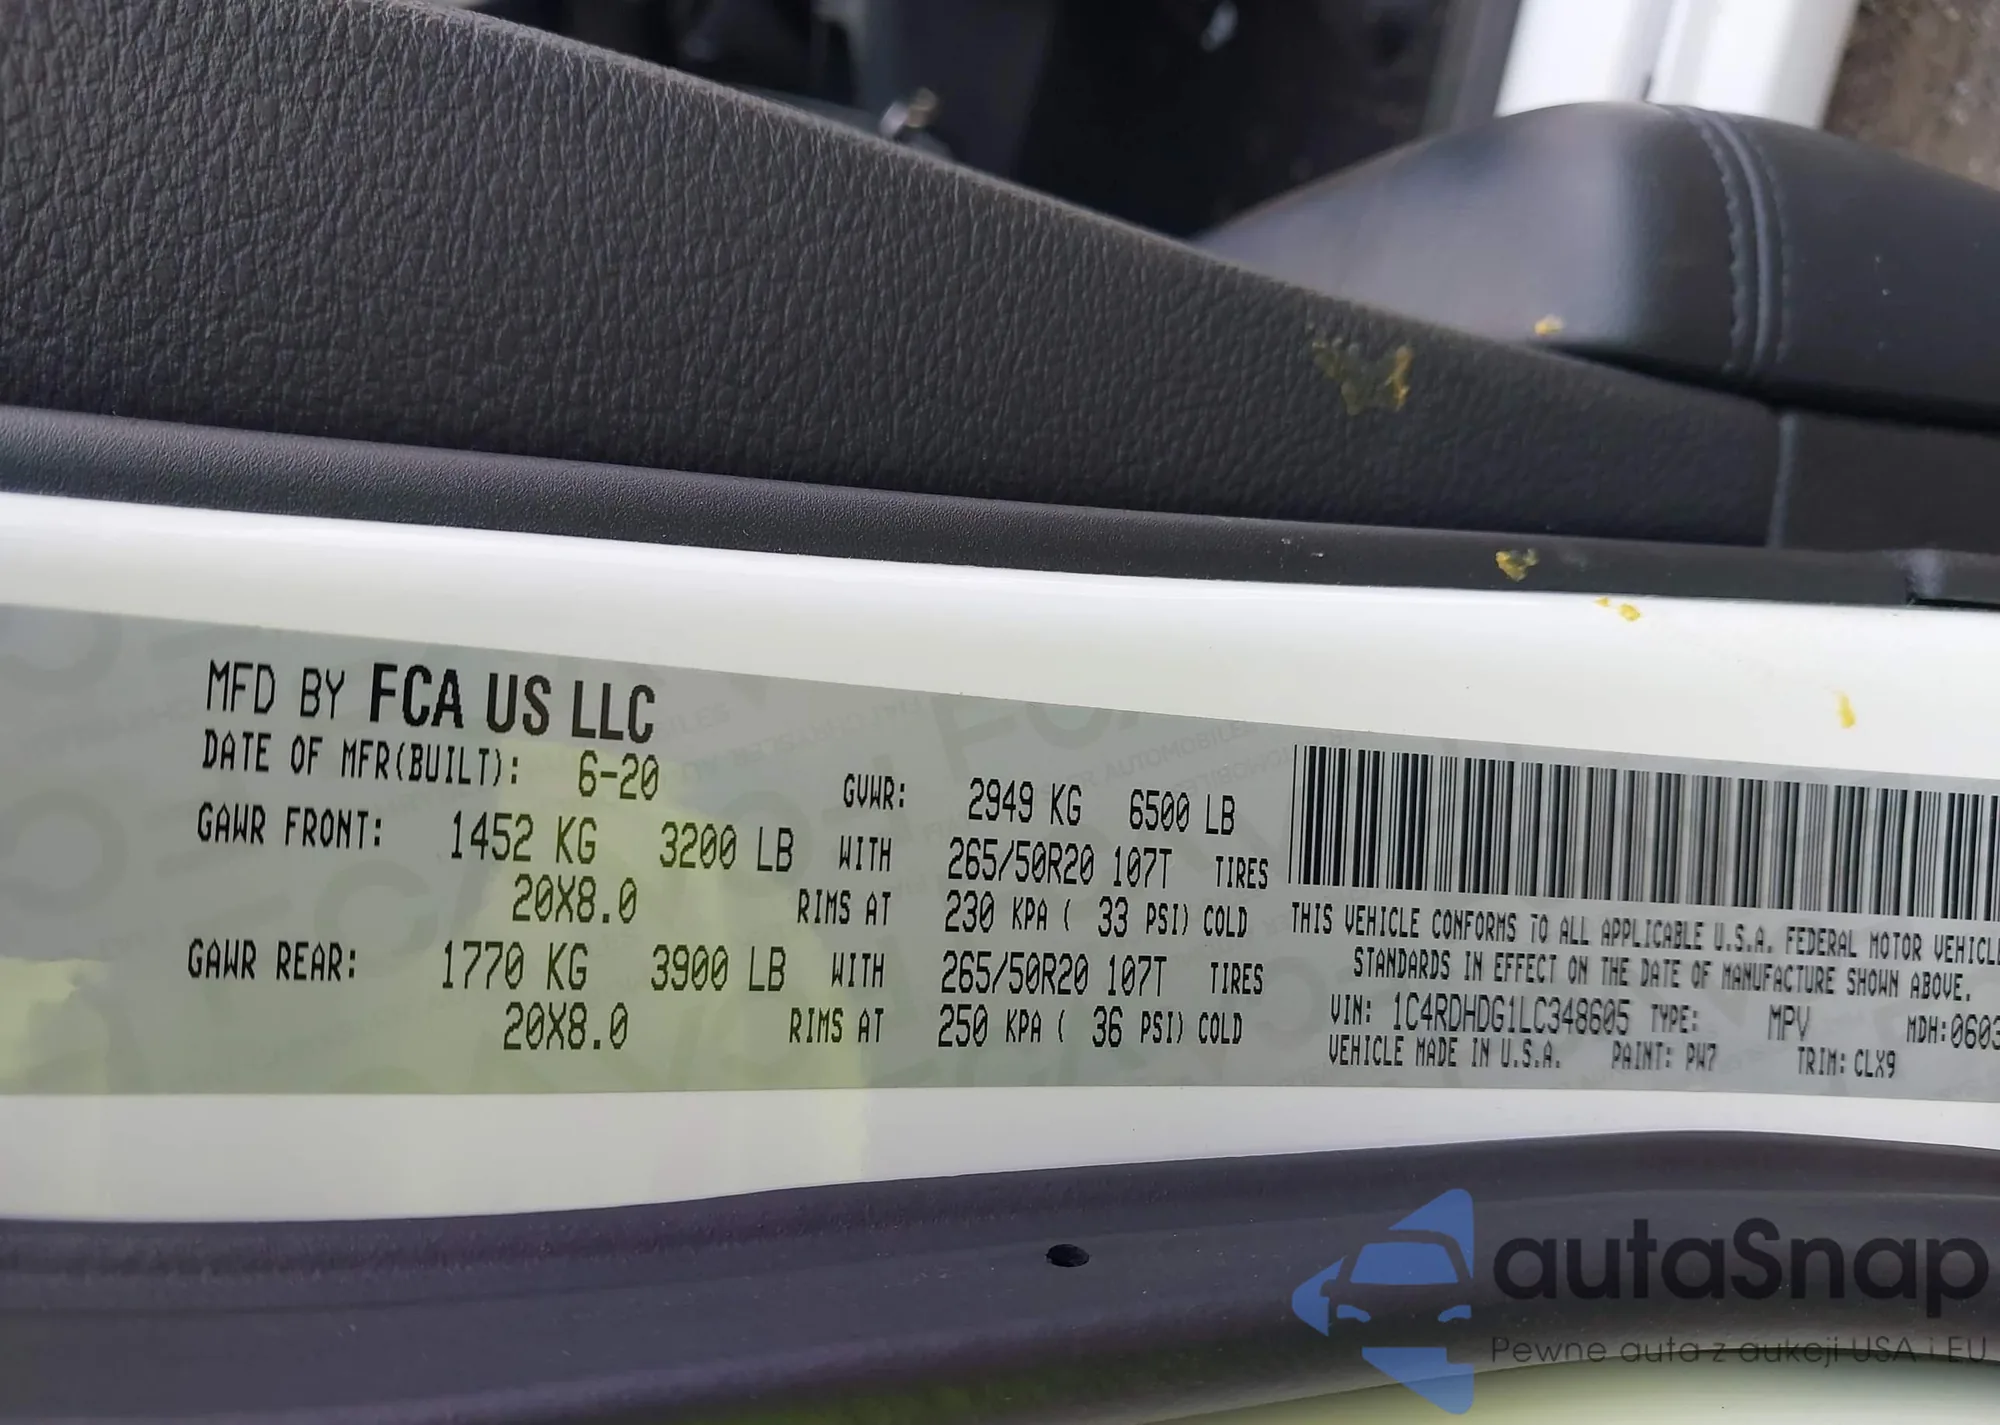 MFD BY FCA US LLC
DATE OF MFR(BUILT): 6-20 GVWR: 2949 KG 6500 LB
GAWR FRONT: 1452 KG 3200 LB WITH 265/50R20 107T TIRES
20X8.0 RIMS AT 230 KPA ( 33 PSI) COLD
GAWR REAR: 1770 KG 3900 LB WITH 265/50R20 107T TIRES
20X8.0 RIMS AT 250 KPA ( 36 PSI) COLD
THIS VEHICLE CONFORMS TO ALL APPLICABLE U.S.A. FEDERAL MOTOR VEHICLE
STANDARDS IN EFFECT ON THE DATE OF MANUFACTURE SHOWN ABOVE.
VIN: 1C4RDHDG1LC348605 TYPE: MPV MDH:0603
VEHICLE MADE IN U.S.A. PAINT: PW7 TRIM: CLX9
autaSnap
Pewne auta z aukcji USA i EU